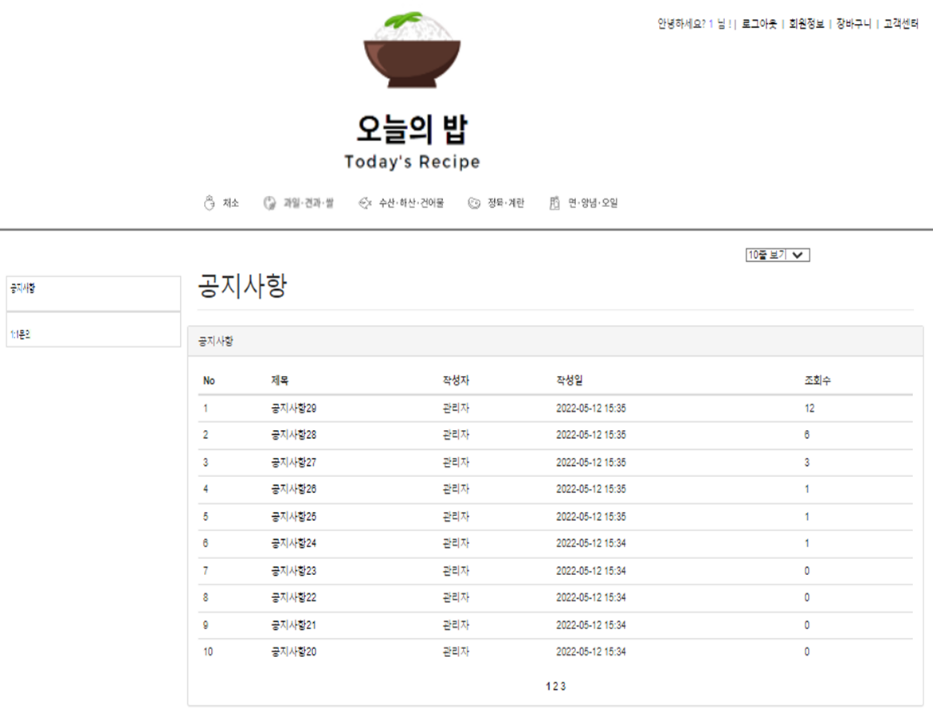 안녕하세요? 1 님 ! | 로그아웃 | 회원정보 | 장바구니 | 고객센터
오늘의 밥
Today's Recipe
채소 과일·견과·쌀 수산·해산·건어물 정육·계란 면·양념·오일
10줄 보기
공지사항
1:1문의
공지사항
공지사항
No 제목 작성자 작성일 조회수
1 공지사항29 관리자 2022-05-12 15:35 12
2 공지사항28 관리자 2022-05-12 15:35 6
3 공지사항27 관리자 2022-05-12 15:35 3
4 공지사항26 관리자 2022-05-12 15:35 1
5 공지사항25 관리자 2022-05-12 15:35 1
6 공지사항24 관리자 2022-05-12 15:34 1
7 공지사항23 관리자 2022-05-12 15:34 0
8 공지사항22 관리자 2022-05-12 15:34 0
9 공지사항21 관리자 2022-05-12 15:34 0
10 공지사항20 관리자 2022-05-12 15:34 0
1 2 3